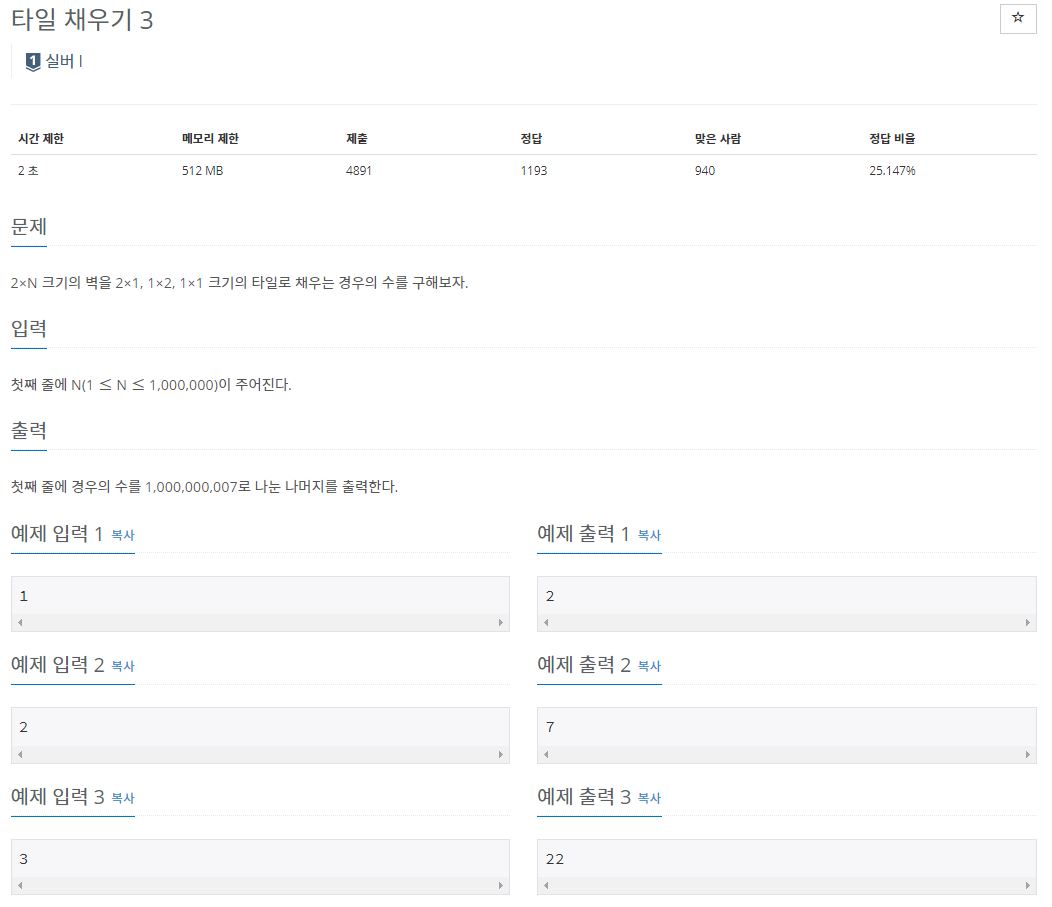 타일 채우기 3
☆
1 실버 I
시간 제한 메모리 제한 제출 정답 맞은 사람 정답 비율
2 초 512 MB 4891 1193 940 25.147%
문제
2×N 크기의 벽을 2×1, 1×2, 1×1 크기의 타일로 채우는 경우의 수를 구해보자.
입력
첫째 줄에 N(1 ≤ N ≤ 1,000,000)이 주어진다.
출력
첫째 줄에 경우의 수를 1,000,000,007로 나눈 나머지를 출력한다.
예제 입력 1 복사
1
예제 출력 1 복사
2
예제 입력 2 복사
2
예제 출력 2 복사
7
예제 입력 3 복사
3
예제 출력 3 복사
22